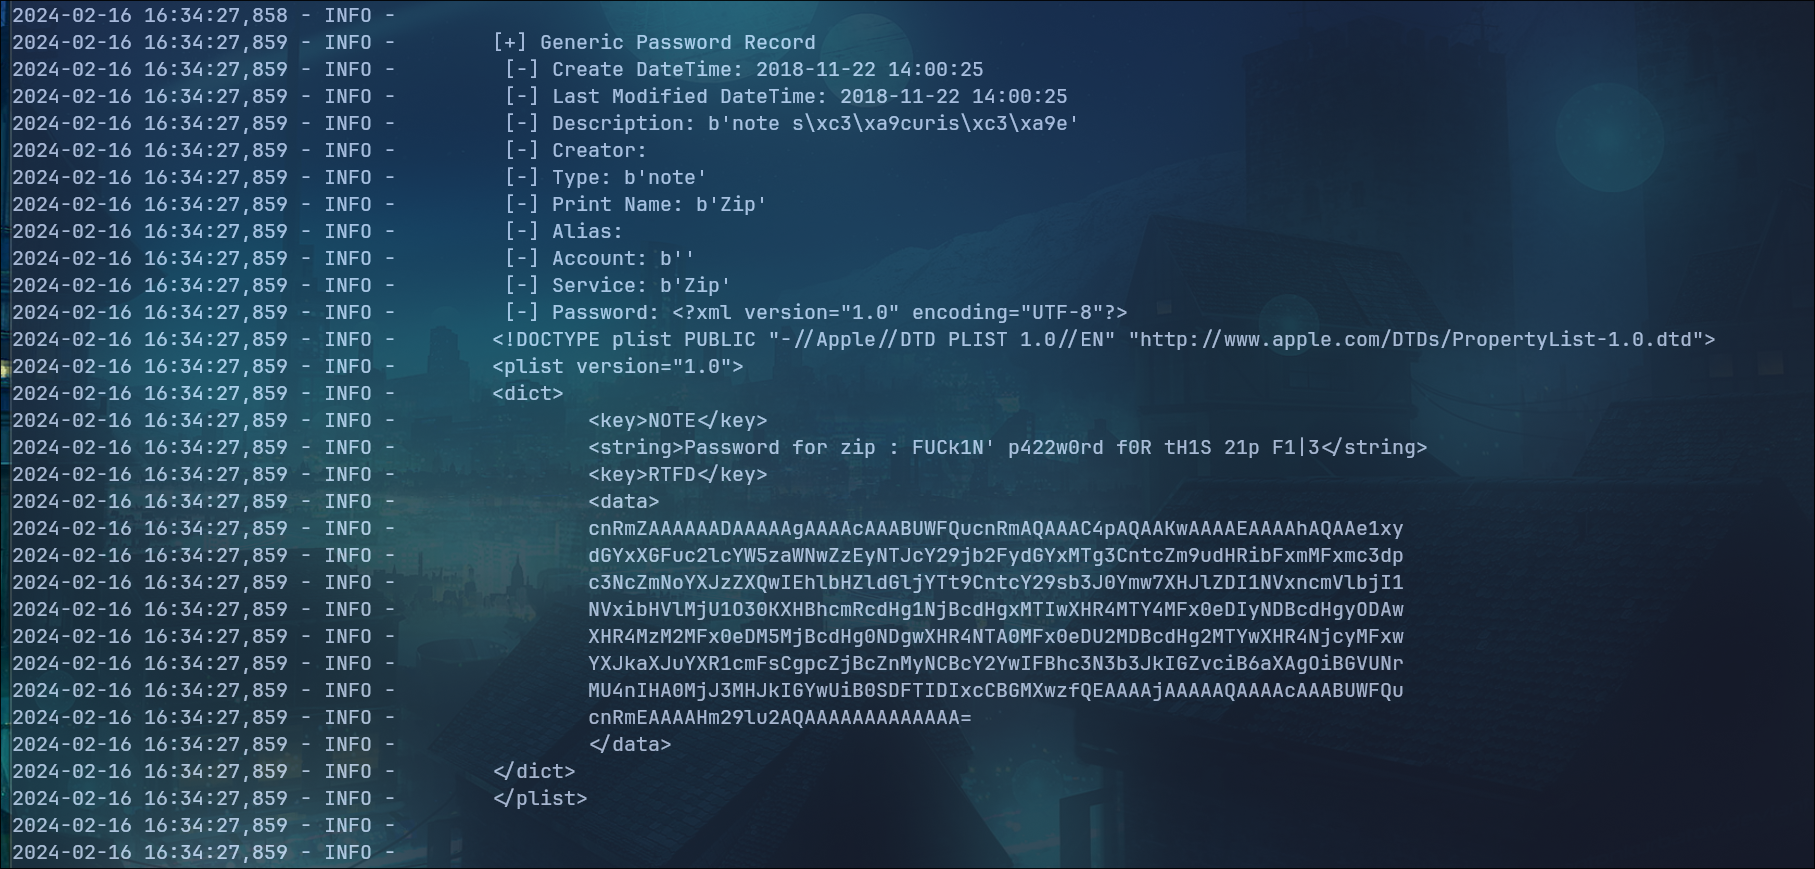 2024-02-16 16:34:27,858 - INFO -
2024-02-16 16:34:27,859 - INFO -        [+] Generic Password Record
2024-02-16 16:34:27,859 - INFO -         [-] Create DateTime: 2018-11-22 14:00:25
2024-02-16 16:34:27,859 - INFO -         [-] Last Modified DateTime: 2018-11-22 14:00:25
2024-02-16 16:34:27,859 - INFO -         [-] Description: b'note s\xc3\xa9curis\xc3\xa9e'
2024-02-16 16:34:27,859 - INFO -         [-] Creator:
2024-02-16 16:34:27,859 - INFO -         [-] Type: b'note'
2024-02-16 16:34:27,859 - INFO -         [-] Print Name: b'Zip'
2024-02-16 16:34:27,859 - INFO -         [-] Alias:
2024-02-16 16:34:27,859 - INFO -         [-] Account: b''
2024-02-16 16:34:27,859 - INFO -         [-] Service: b'Zip'
2024-02-16 16:34:27,859 - INFO -         [-] Password: <?xml version="1.0" encoding="UTF-8"?>
2024-02-16 16:34:27,859 - INFO -        <!DOCTYPE plist PUBLIC "-//Apple//DTD PLIST 1.0//EN" "http://www.apple.com/DTDs/PropertyList-1.0.dtd">
2024-02-16 16:34:27,859 - INFO -        <plist version="1.0">
2024-02-16 16:34:27,859 - INFO -        <dict>
2024-02-16 16:34:27,859 - INFO -                <key>NOTE</key>
2024-02-16 16:34:27,859 - INFO -                <string>Password for zip : FUCk1N' p422w0rd f0R tH1S 21p F1|3</string>
2024-02-16 16:34:27,859 - INFO -                <key>RTFD</key>
2024-02-16 16:34:27,859 - INFO -                <data>
2024-02-16 16:34:27,859 - INFO -                cnRmZAAAAAADAAAAAgAAAAcAAABUWFQucnRmAQAAAC4pAQAAKwAAAAEAAAAhAQAAe1xy
2024-02-16 16:34:27,859 - INFO -                dGYxXGFuc2lcYW5zaWNwZzEyNTJcY29jb2FydGYxMTg3CntcZm9udHRibFxmMFxmc3dp
2024-02-16 16:34:27,859 - INFO -                c3NcZmNoYXJzZXQwIEhlbHZldGljYTt9CntcY29sb3J0Ymw7XHJlZDI1NVxncmVlbjI1
2024-02-16 16:34:27,859 - INFO -                NVxibHVlMjU1O30KXHBhcmRcdHg1NjBcdHgxMTIwXHR4MTY4MFx0eDIyNDBcdHgyODAw
2024-02-16 16:34:27,859 - INFO -                XHR4MzM2MFx0eDM5MjBcdHg0NDgwXHR4NTA0MFx0eDU2MDBcdHg2MTYwXHR4NjcyMFxw
2024-02-16 16:34:27,859 - INFO -                YXJkaXJuYXR1cmFsCgpcZjBcZnMyNCBcY2YwIFBhc3N3b3JkIGZvciB6aXAgOiBGVUNr
2024-02-16 16:34:27,859 - INFO -                MU4nIHA0MjJ3MHJkIGYwUiB0SDFTIDIxcCBGMXwzfQEAAAAjAAAAAQAAAAcAAABUWFQu
2024-02-16 16:34:27,859 - INFO -                cnRmEAAAAHm29lu2AQAAAAAAAAAAAAA=
2024-02-16 16:34:27,859 - INFO -                </data>
2024-02-16 16:34:27,859 - INFO -        </dict>
2024-02-16 16:34:27,859 - INFO -        </plist>
2024-02-16 16:34:27,859 - INFO -
2024-02-16 16:34:27,859 - INFO -